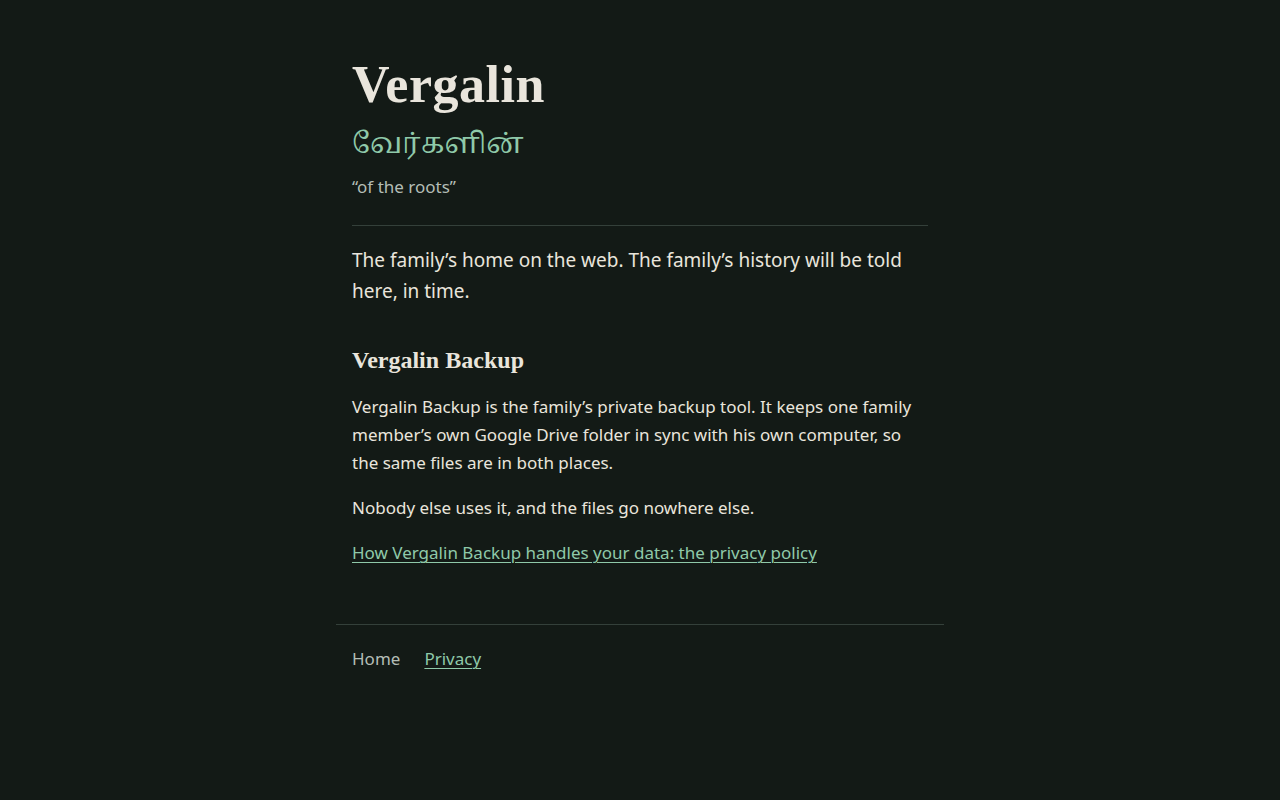 Vergalin
வேர்களின்
“of the roots”
The family’s home on the web. The family’s history will be told
here, in time.
Vergalin Backup
Vergalin Backup is the family’s private backup tool. It keeps one family
member’s own Google Drive folder in sync with his own computer, so
the same files are in both places.
Nobody else uses it, and the files go nowhere else.
How Vergalin Backup handles your data: the privacy policy
Home Privacy